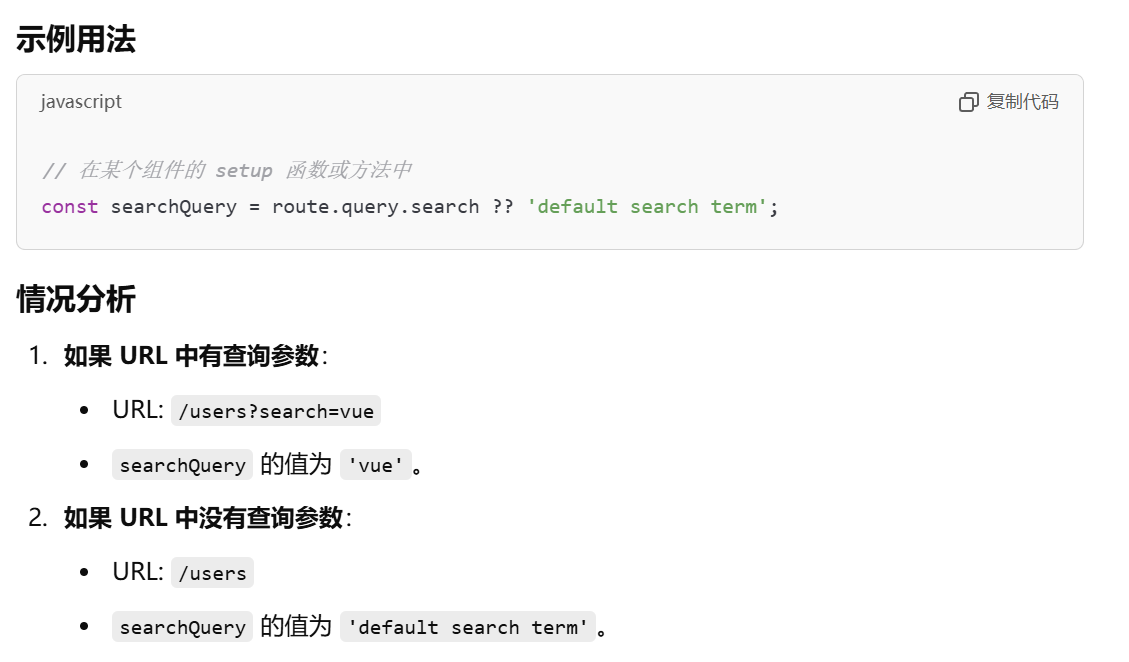 示例用法
javascript
复制代码
// 在某个组件的 setup 函数或方法中
const searchQuery = route.query.search ?? 'default search term';
情况分析
1. 如果 URL 中有查询参数：
• URL: /users?search=vue
• searchQuery 的值为 'vue'。
2. 如果 URL 中没有查询参数：
• URL: /users
• searchQuery 的值为 'default search term'。